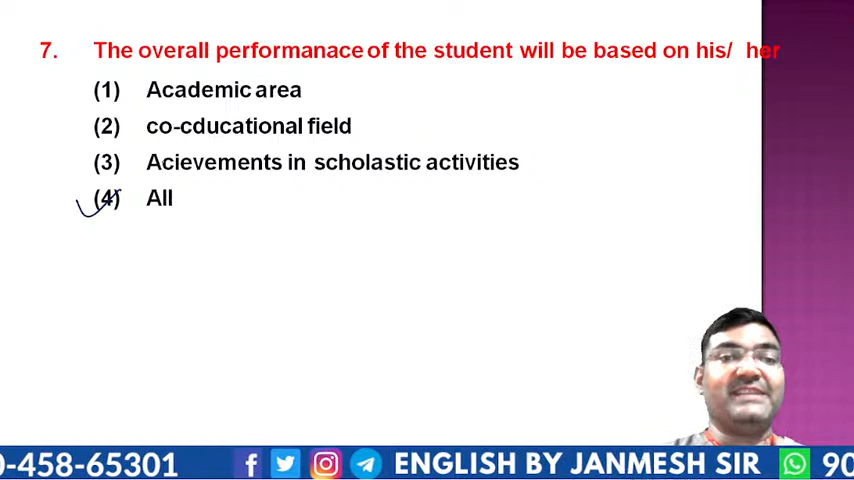 7. The overall performanace of the student will be based on his/ her
(1) Academic area
(2) co-cducational field
(3) Acievements in scholastic activities
(4) All
0-458-65301 ENGLISH BY JANMESH SIR 90